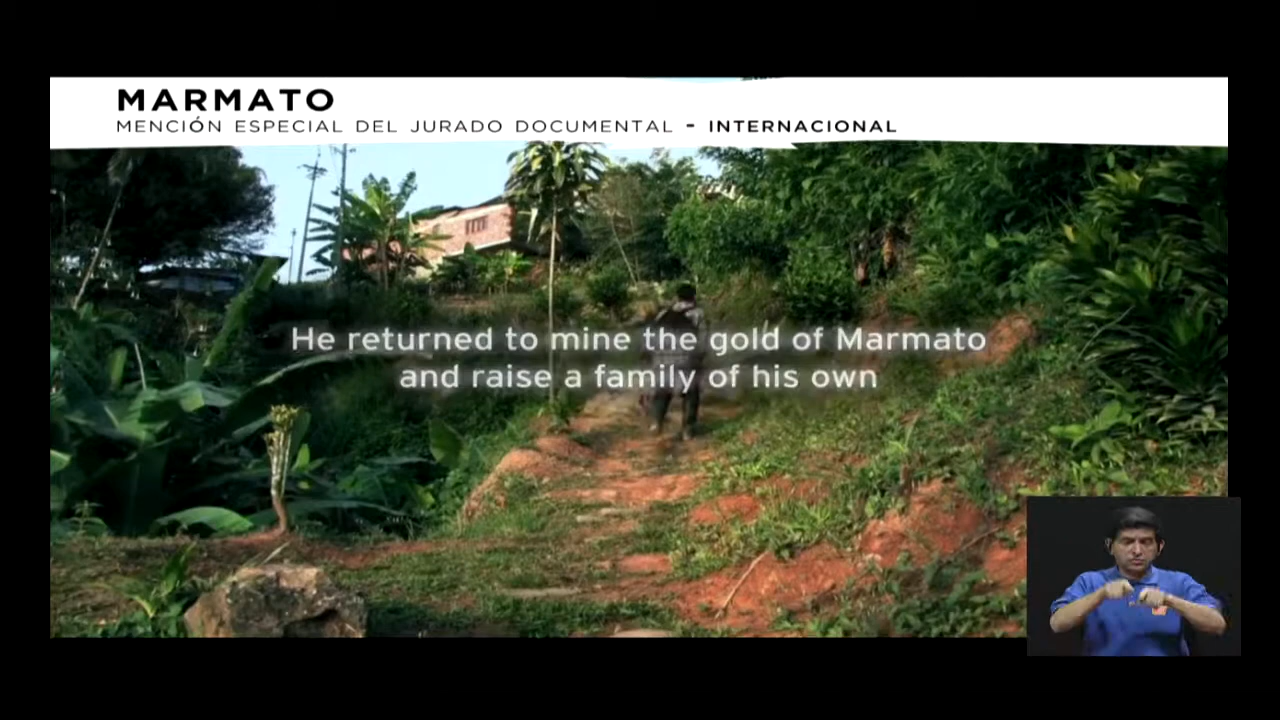 MARMATO
MENCIÓN ESPECIAL DEL JURADO DOCUMENTAL - INTERNACIONAL
He returned to mine the gold of Marmato
and raise a family of his own